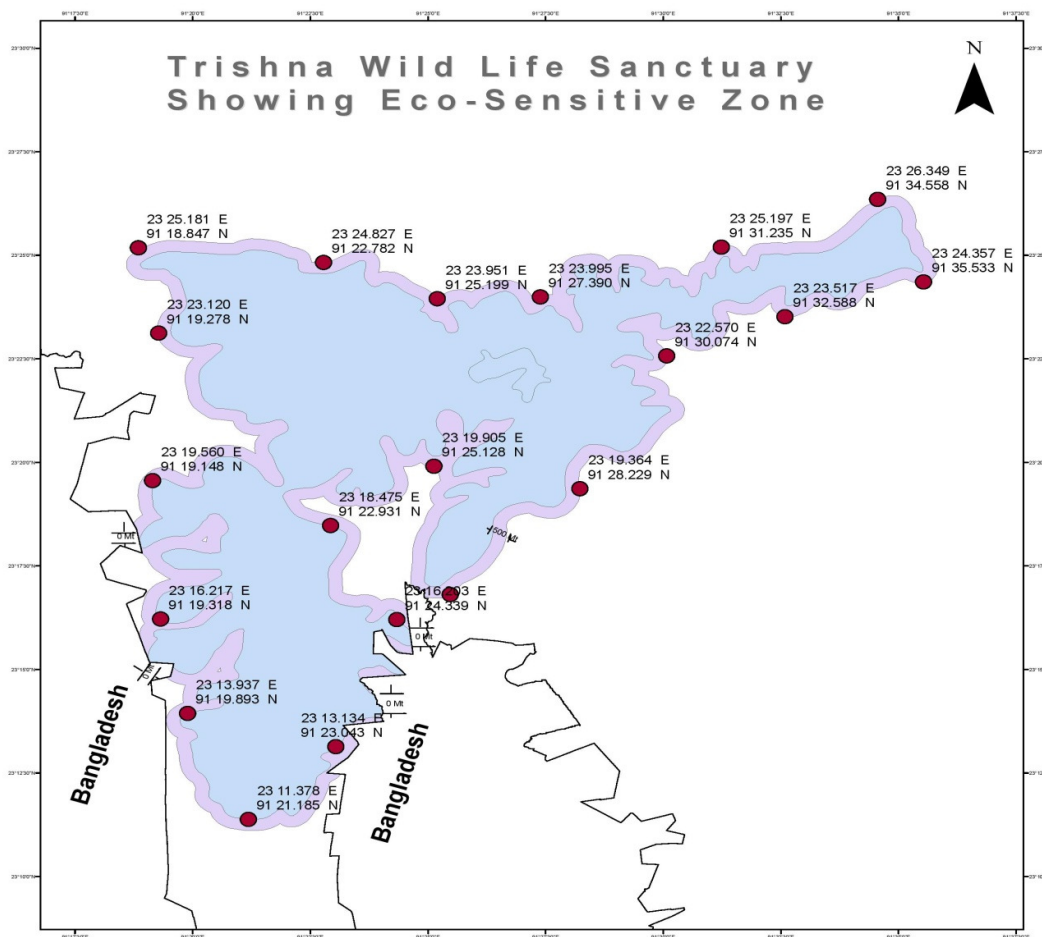 Trishna Wild Life Sanctuary
Showing Eco-Sensitive Zone
N
23 26.349 E
91 34.558 N
23 25.181 E
91 18.847 N
23 24.827 E
91 22.782 N
23 25.197 E
91 31.235 N
23 24.357 E
91 35.533 N
23 23.951 E
91 25.199 N
23 23.995 E
91 27.390 N
23 23.517 E
91 32.588 N
23 23.120 E
91 19.278 N
23 22.570 E
91 30.074 N
23 19.905 E
91 25.128 N
23 19.560 E
91 19.148 N
23 19.364 E
91 28.229 N
23 18.475 E
91 22.931 N
500 Mt
0 Mt
23 16.217 E
91 19.318 N
23 16.203 E
91 24.339 N
0 Mt
0 Mt
0 Mt
23 13.937 E
91 19.893 N
23 13.134 E
91 23.043 N
Bangladesh
Bangladesh
23 11.378 E
91 21.185 N